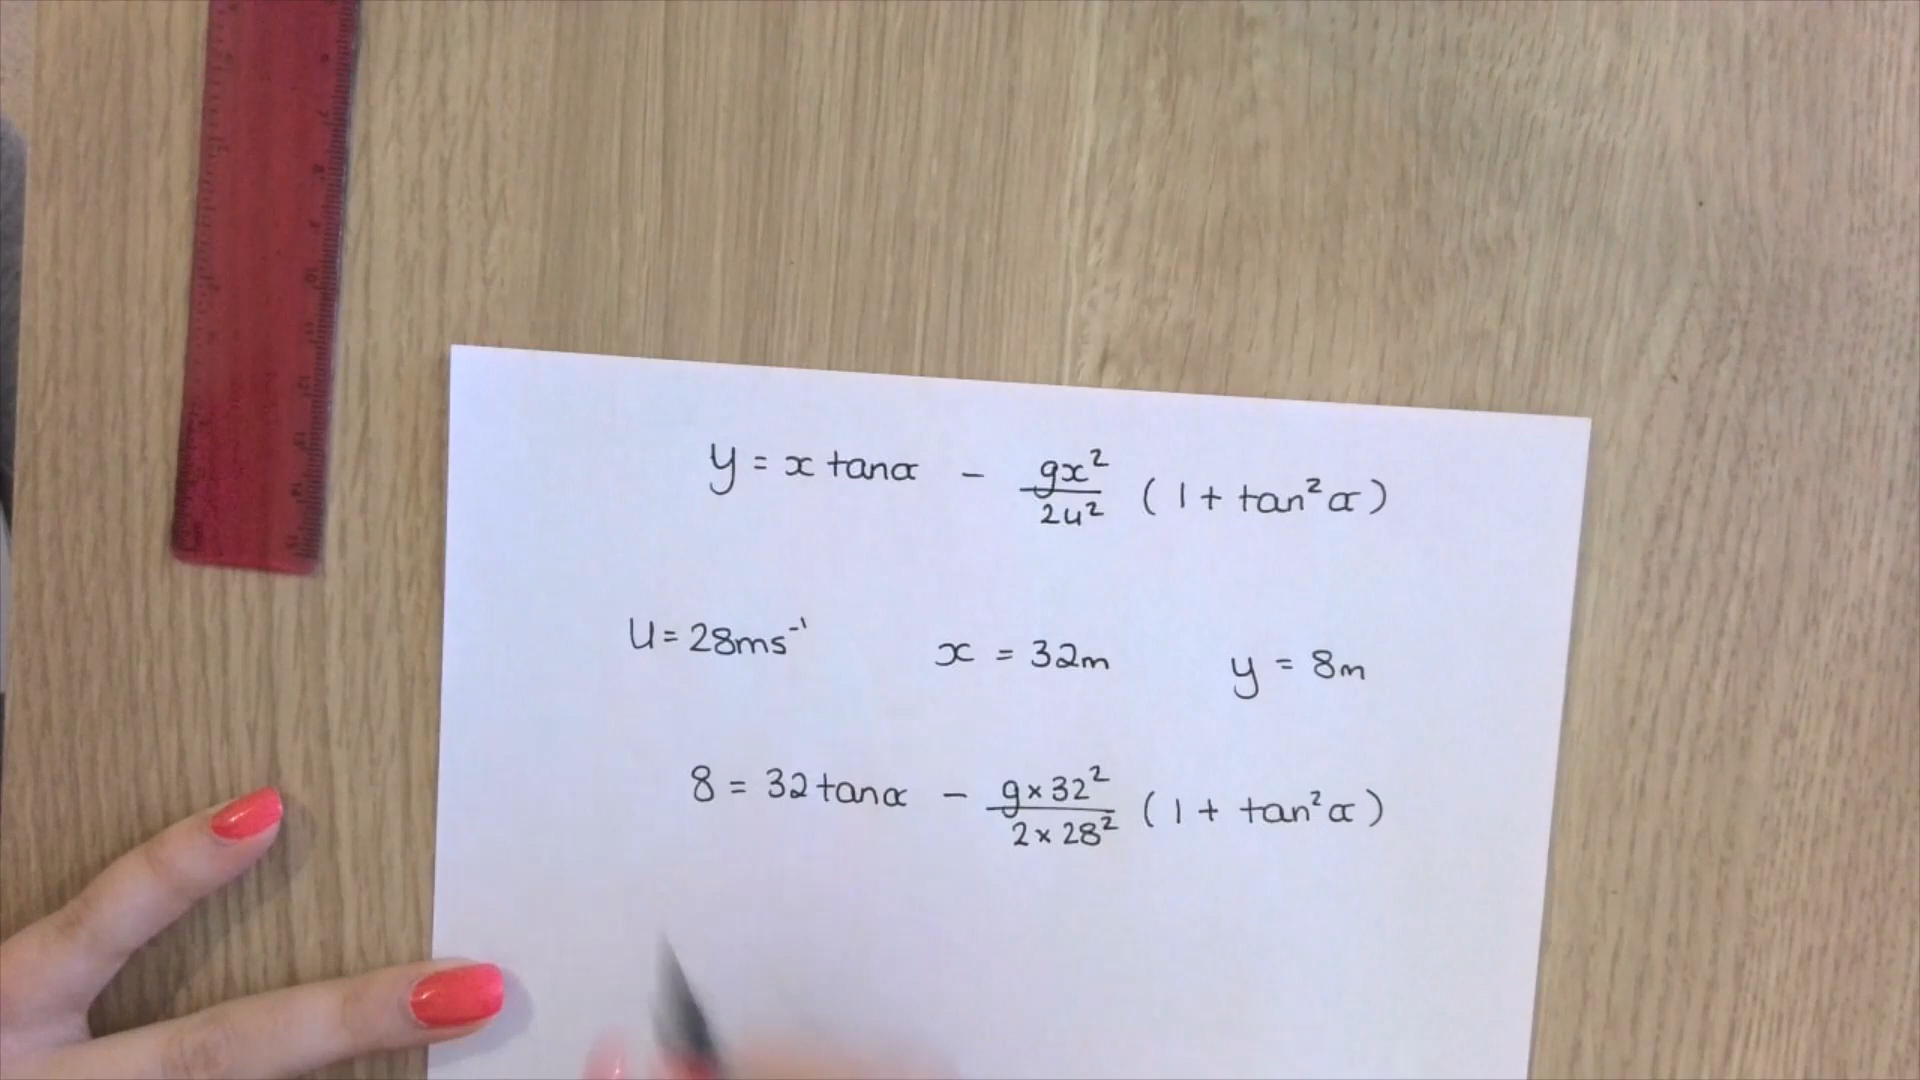 y = x tanα − gx²/2u² (1 + tan²α)
u = 28ms⁻¹ x = 32m y = 8m
8 = 32 tanα − g×32²/2×28² (1 + tan²α)